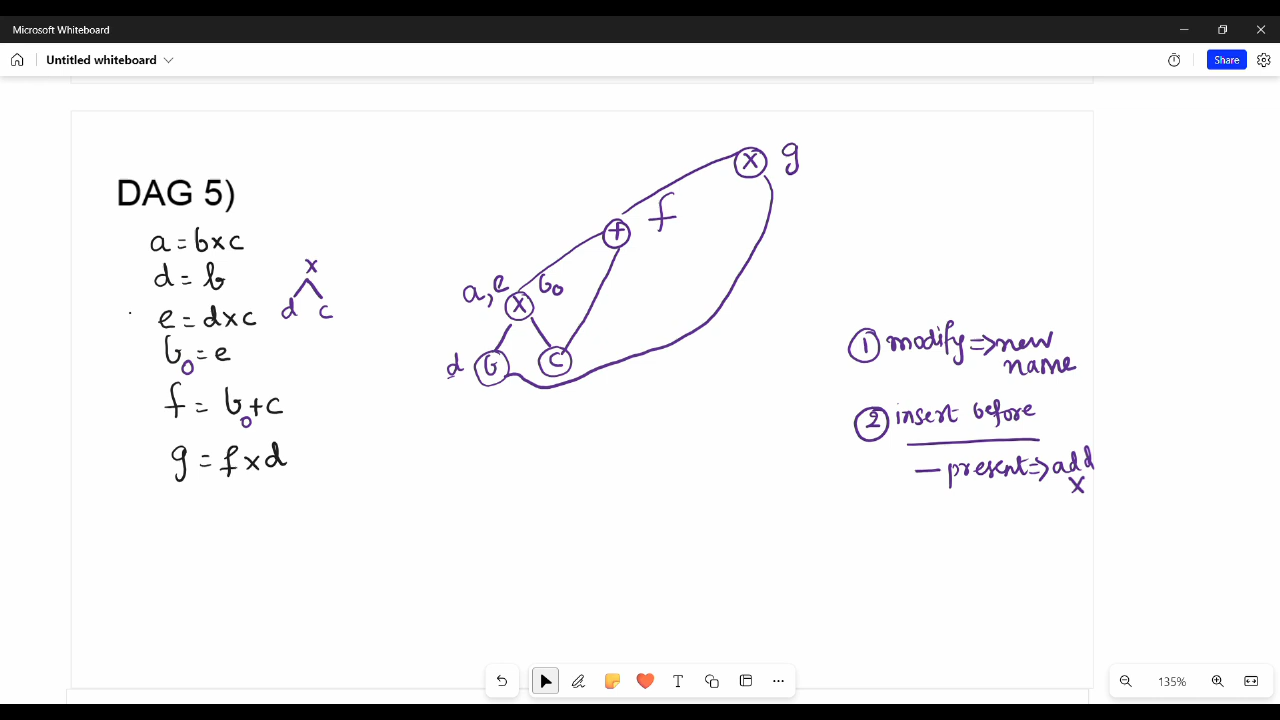 Microsoft Whiteboard
Untitled whiteboard
Share
DAG 5)
a = b×c
d = b
e = d×c
b₀ = e
f = b₀+c
g = f×d
×
d c
× g
+ f
a, e × b₀
d b c
① modify ⇒ new
name
② insert before
— present ⇒ add
×
135%